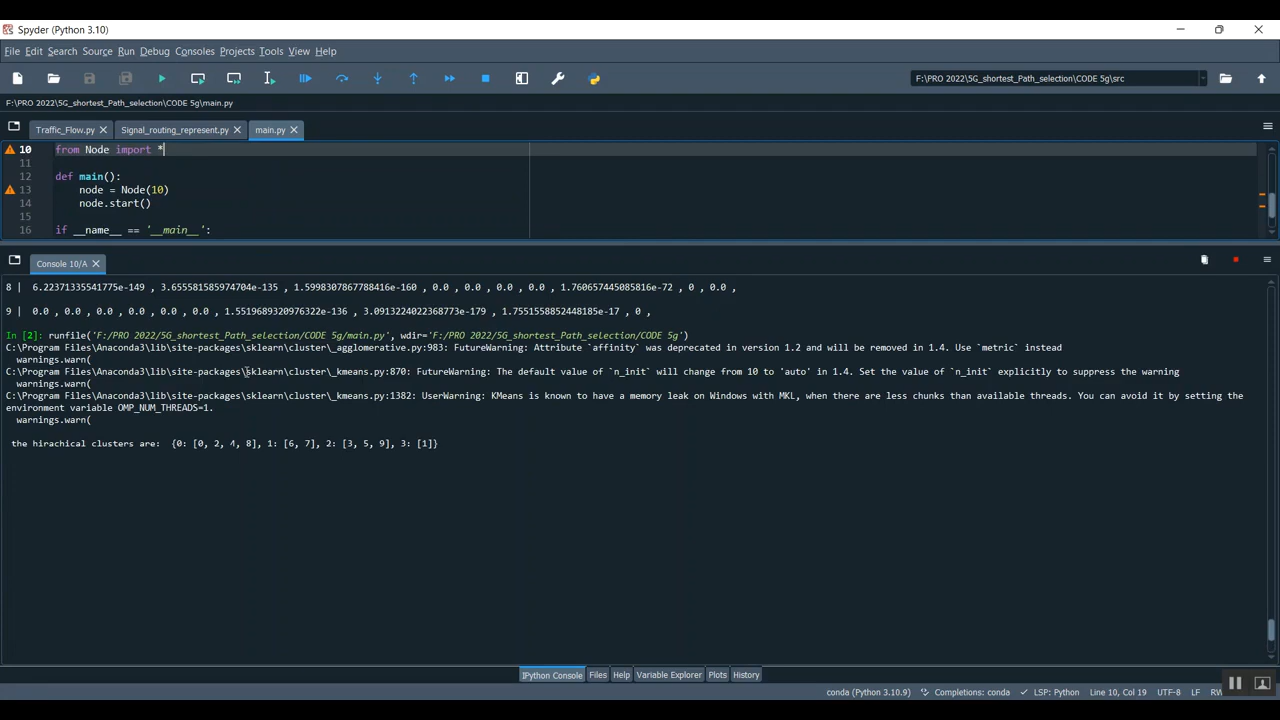 Spyder (Python 3.10)
File Edit Search Source Run Debug Consoles Projects Tools View Help
F:\PRO 2022\5G_shortest_Path_selection\CODE 5g\src
F:\PRO 2022\5G_shortest_Path_selection\CODE 5g\main.py
Traffic_Flow.py Signal_routing_represent.py main.py
10 from Node import *
11
12 def main():
13 node = Node(10)
14 node.start()
15
16 if __name__ == '__main__':
Console 10/A
8 | 6.22371335541775e-149 , 3.655581585974704e-135 , 1.5998307867788416e-160 , 0.0 , 0.0 , 0.0 , 0.0 , 1.760657445085816e-72 , 0 , 0.0 ,
9 | 0.0 , 0.0 , 0.0 , 0.0 , 0.0 , 0.0 , 1.5519689320976322e-136 , 3.0913224022368773e-179 , 1.7551558852448185e-17 , 0 ,
In [2]: runfile('F:/PRO 2022/5G_shortest_Path_selection/CODE 5g/main.py', wdir='F:/PRO 2022/5G_shortest_Path_selection/CODE 5g')
C:\Program Files\Anaconda3\lib\site-packages\sklearn\cluster\_agglomerative.py:983: FutureWarning: Attribute `affinity` was deprecated in version 1.2 and will be removed in 1.4. Use `metric` instead
warnings.warn(
C:\Program Files\Anaconda3\lib\site-packages\sklearn\cluster\_kmeans.py:870: FutureWarning: The default value of `n_init` will change from 10 to 'auto' in 1.4. Set the value of `n_init` explicitly to suppress the warning
warnings.warn(
C:\Program Files\Anaconda3\lib\site-packages\sklearn\cluster\_kmeans.py:1382: UserWarning: KMeans is known to have a memory leak on Windows with MKL, when there are less chunks than available threads. You can avoid it by setting the
environment variable OMP_NUM_THREADS=1.
warnings.warn(
the hirachical clusters are: {0: [0, 2, 4, 8], 1: [6, 7], 2: [3, 5, 9], 3: [1]}
IPython Console Files Help Variable Explorer Plots History
conda (Python 3.10.9) Completions: conda LSP: Python Line 10, Col 19 UTF-8 LF RW